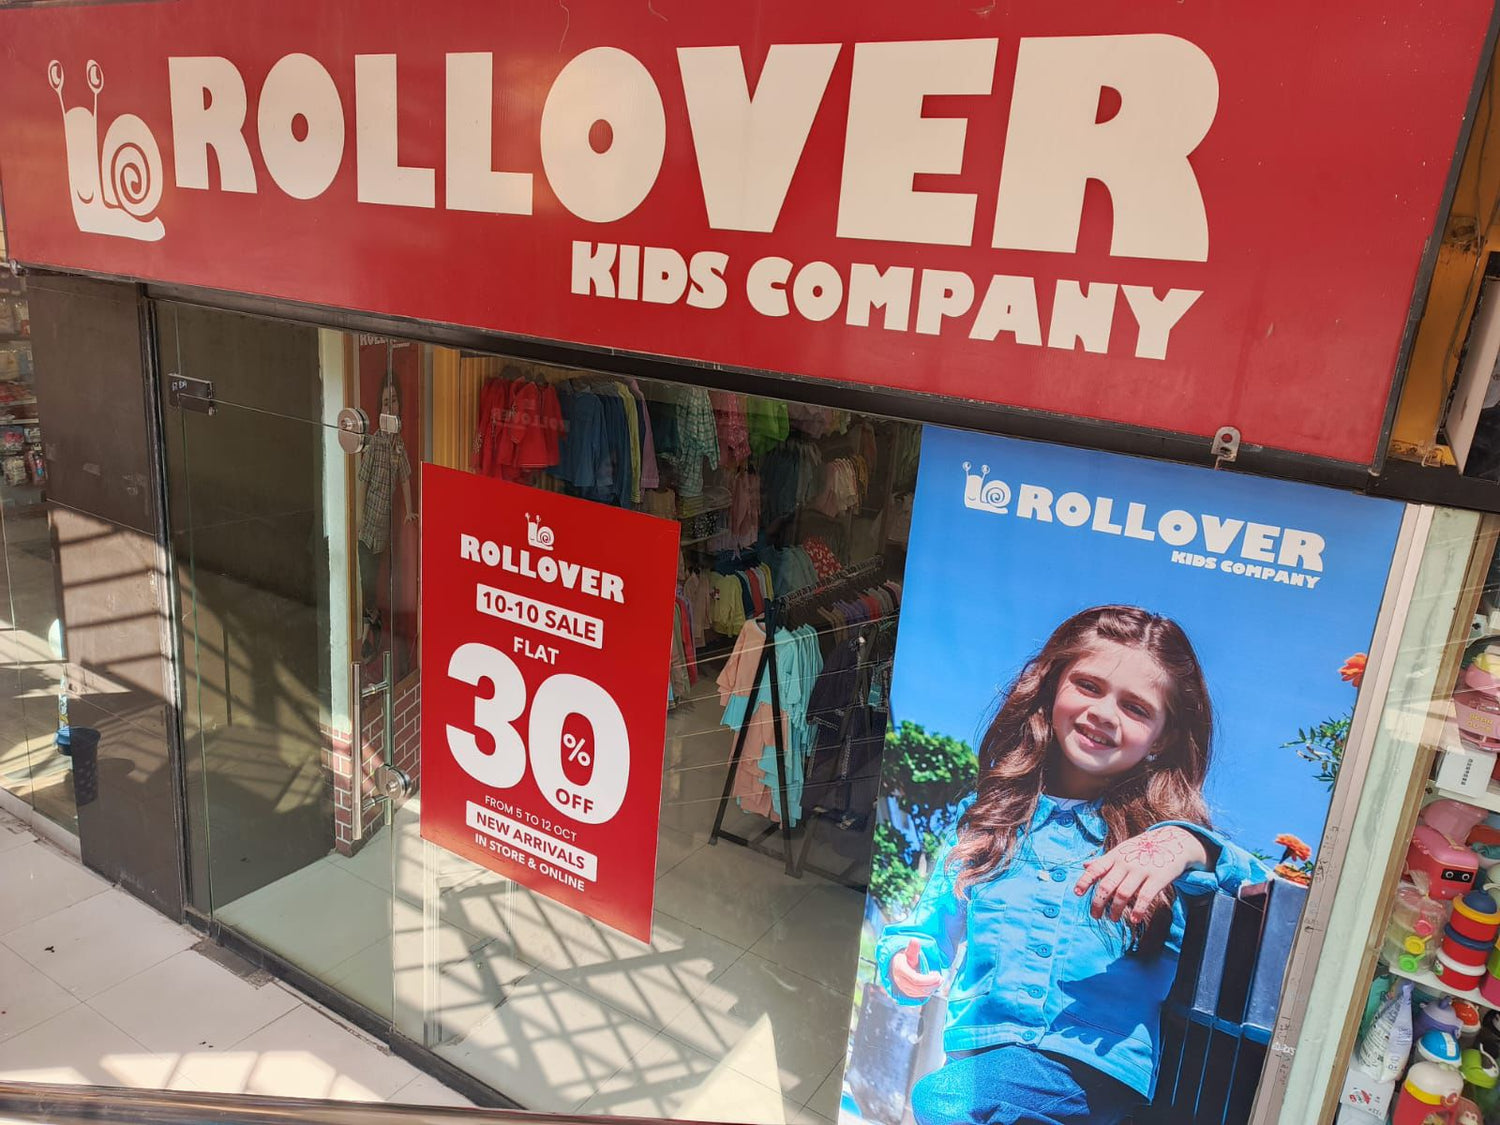 ROLLOVER
KIDS COMPANY
ROLLOVER
10-10 SALE
FLAT
30%
OFF
FROM 5 TO 12 OCT
NEW ARRIVALS
IN STORE & ONLINE
ROLLOVER
KIDS COMPANY